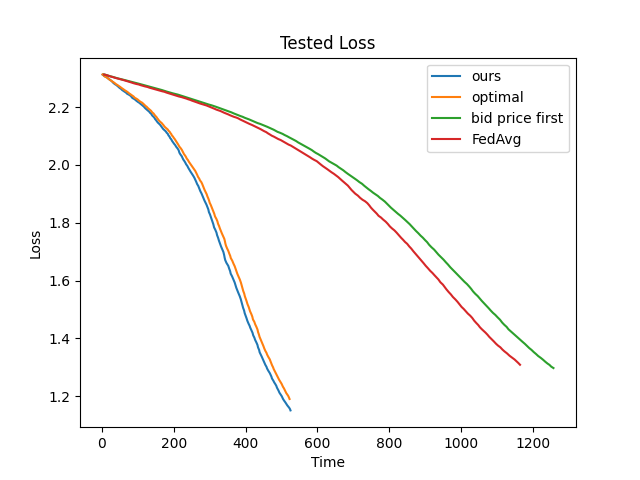 Tested Loss
ours
optimal
bid price first
FedAvg
2.2
2.0
1.8
1.6
1.4
1.2
Loss
0 200 400 600 800 1000 1200
Time